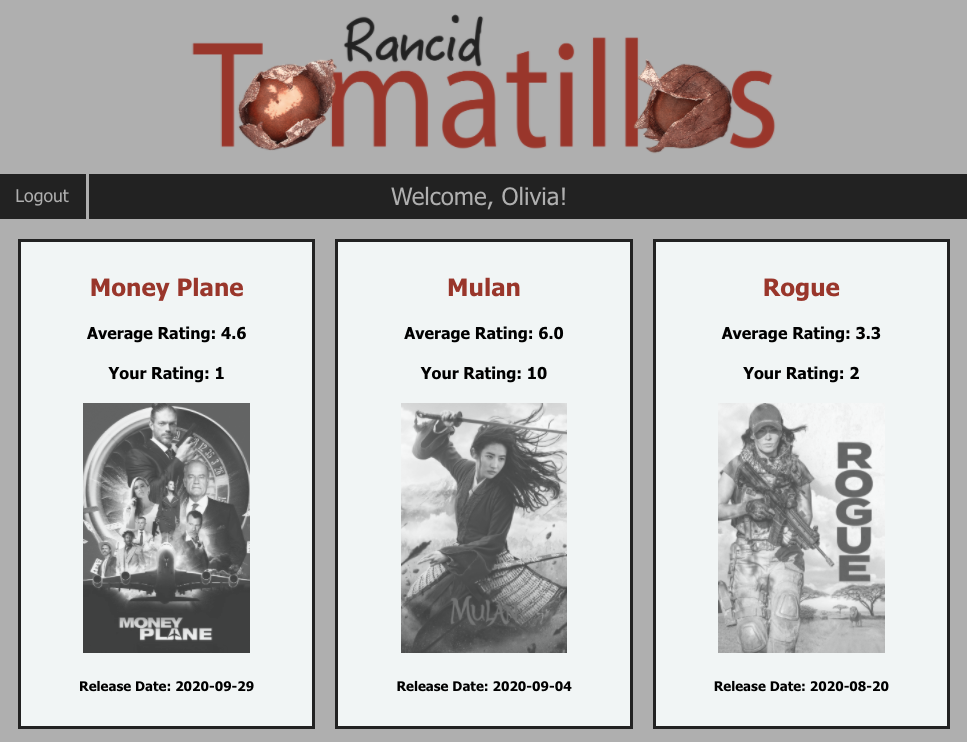 Rancid
Tomatillos
Logout
Welcome, Olivia!
Money Plane
Average Rating: 4.6
Your Rating: 1
MONEY
PLANE
Release Date: 2020-09-29
Mulan
Average Rating: 6.0
Your Rating: 10
MULAN
Release Date: 2020-09-04
Rogue
Average Rating: 3.3
Your Rating: 2
ROGUE
Release Date: 2020-08-20